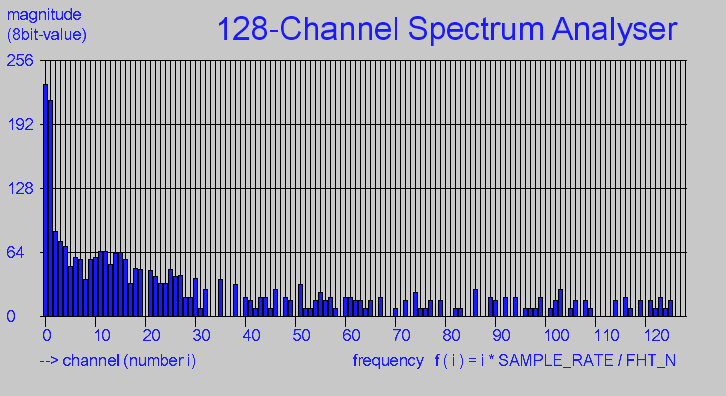 magnitude
(8bit-value)
128-Channel Spectrum Analyser
256
192
128
64
0
0 10 20 30 40 50 60 70 80 90 100 110 120
--> channel (number i)
frequency f ( i ) = i * SAMPLE_RATE / FHT_N